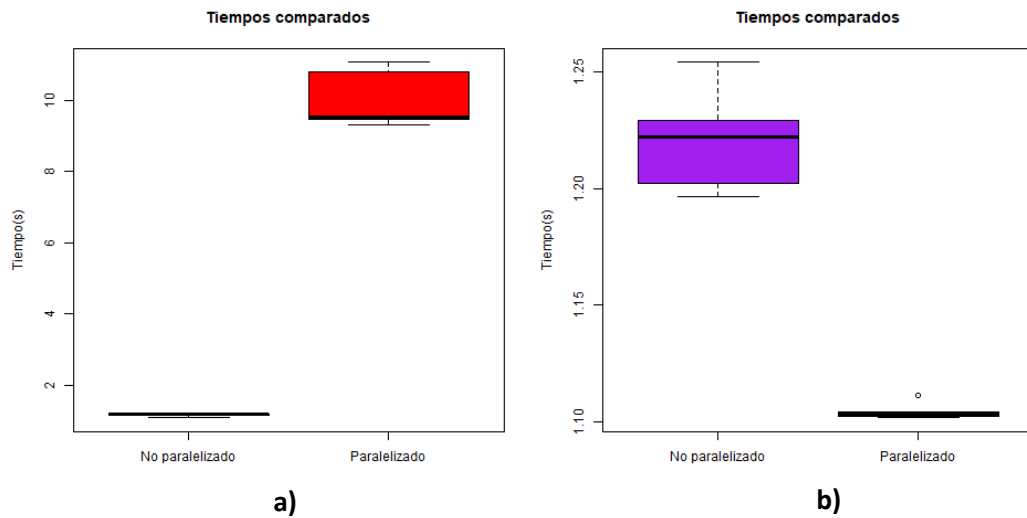 Tiempos comparados
Tiempo(s)
10
8
6
4
2
No paralelizado
Paralelizado
a)
Tiempos comparados
Tiempo(s)
1.25
1.20
1.15
1.10
No paralelizado
Paralelizado
b)